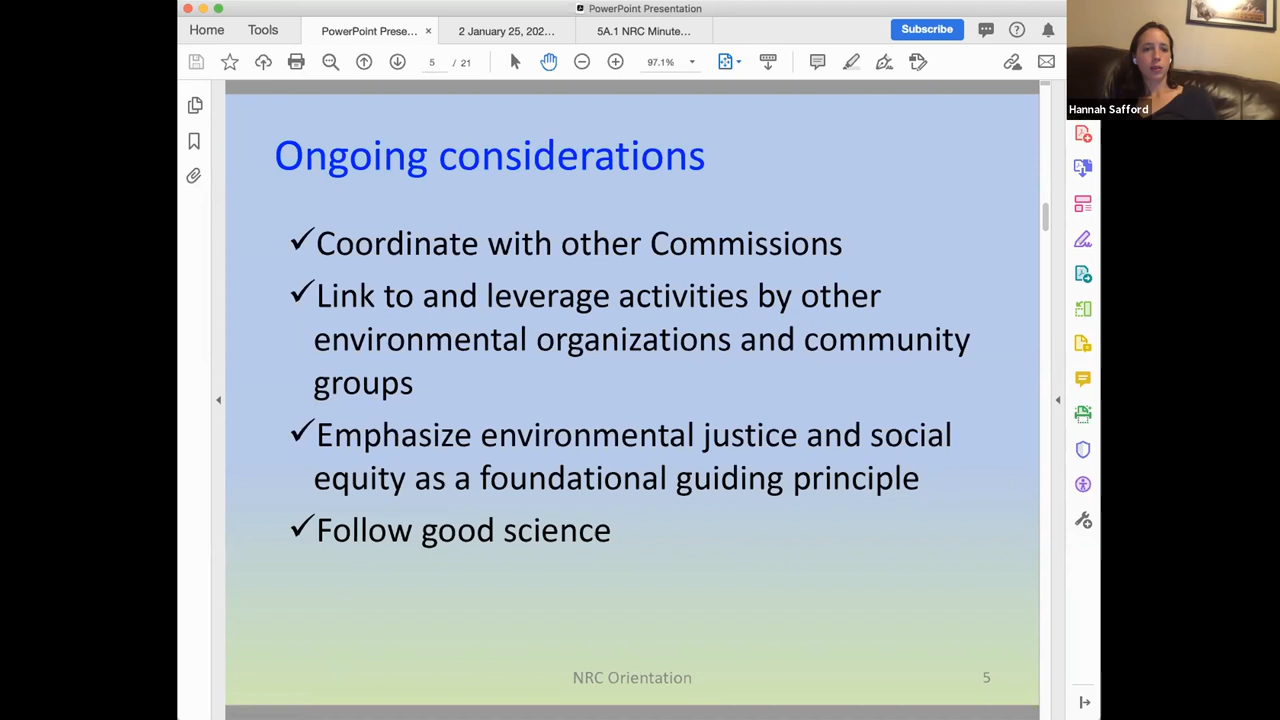 PowerPoint Presentation
Home
Tools
PowerPoint Prese...
×
2 January 25, 202...
5A.1 NRC Minute...
Subscribe
5 / 21
97.1%
Hannah Safford
Ongoing considerations
✓Coordinate with other Commissions
✓Link to and leverage activities by other
environmental organizations and community
groups
✓Emphasize environmental justice and social
equity as a foundational guiding principle
✓Follow good science
NRC Orientation
5